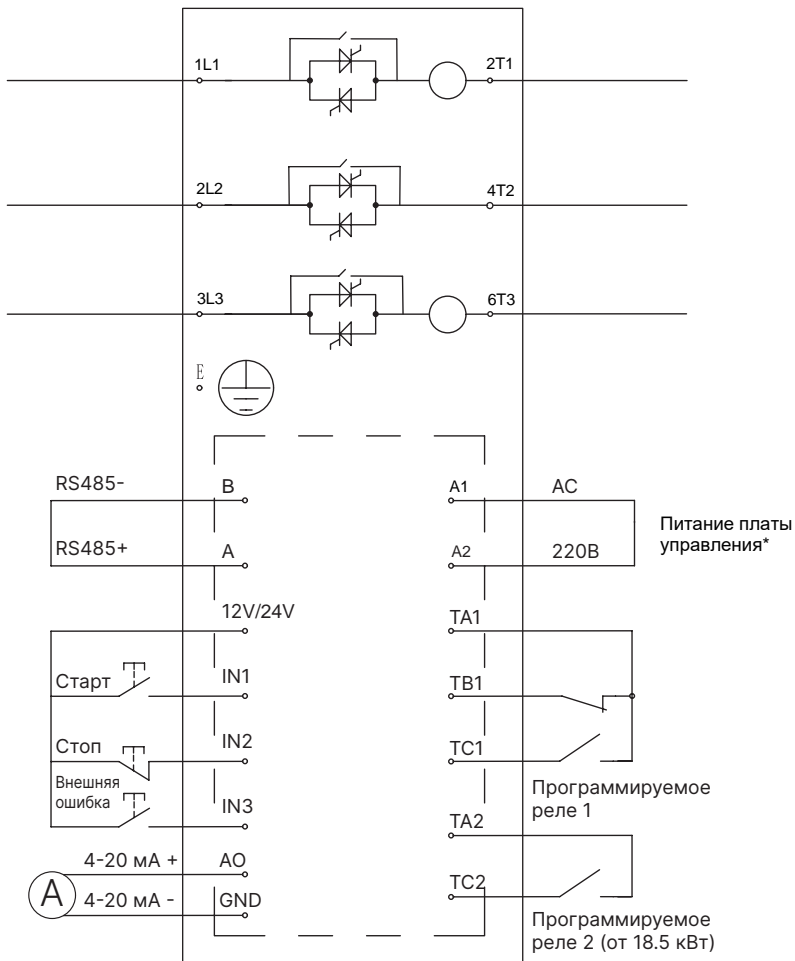 1L1 2T1
2L2 4T2
3L3 6T3
E
RS485- B A1 AC
Питание платы
управления*
RS485+ A A2 220В
12V/24V TA1
Старт IN1 TB1
Стоп IN2 TC1
Внешняя
ошибка IN3
Программируемое
реле 1
TA2
4-20 мА + AO
A
4-20 мА - GND TC2
Программируемое
реле 2 (от 18.5 кВт)